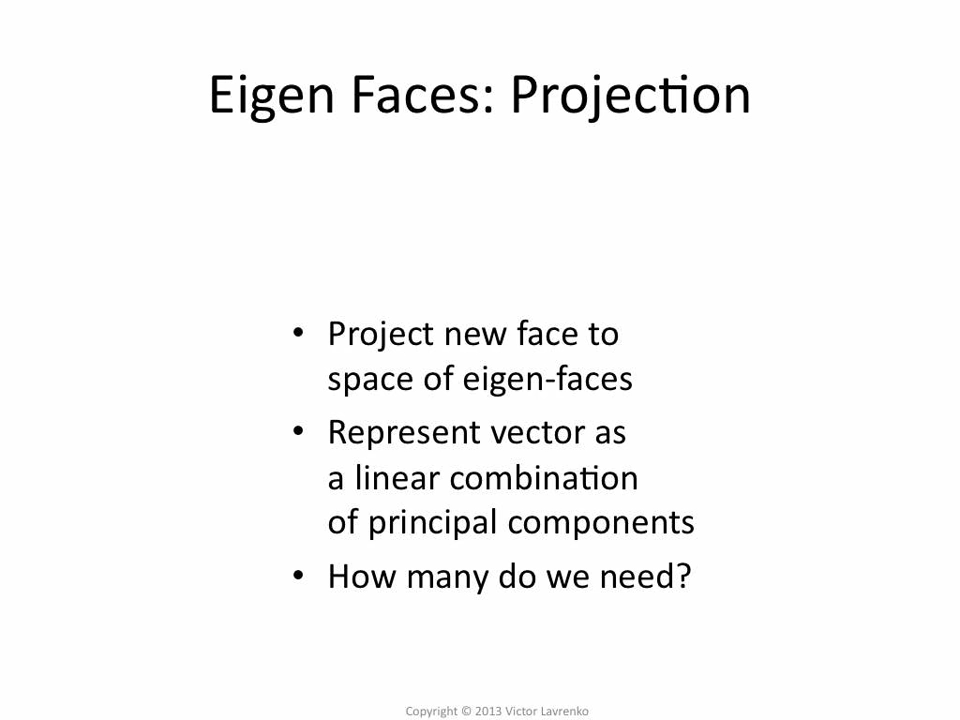 Eigen Faces: Projection
• Project new face to
space of eigen-faces
• Represent vector as
a linear combination
of principal components
• How many do we need?
Copyright © 2013 Victor Lavrenko